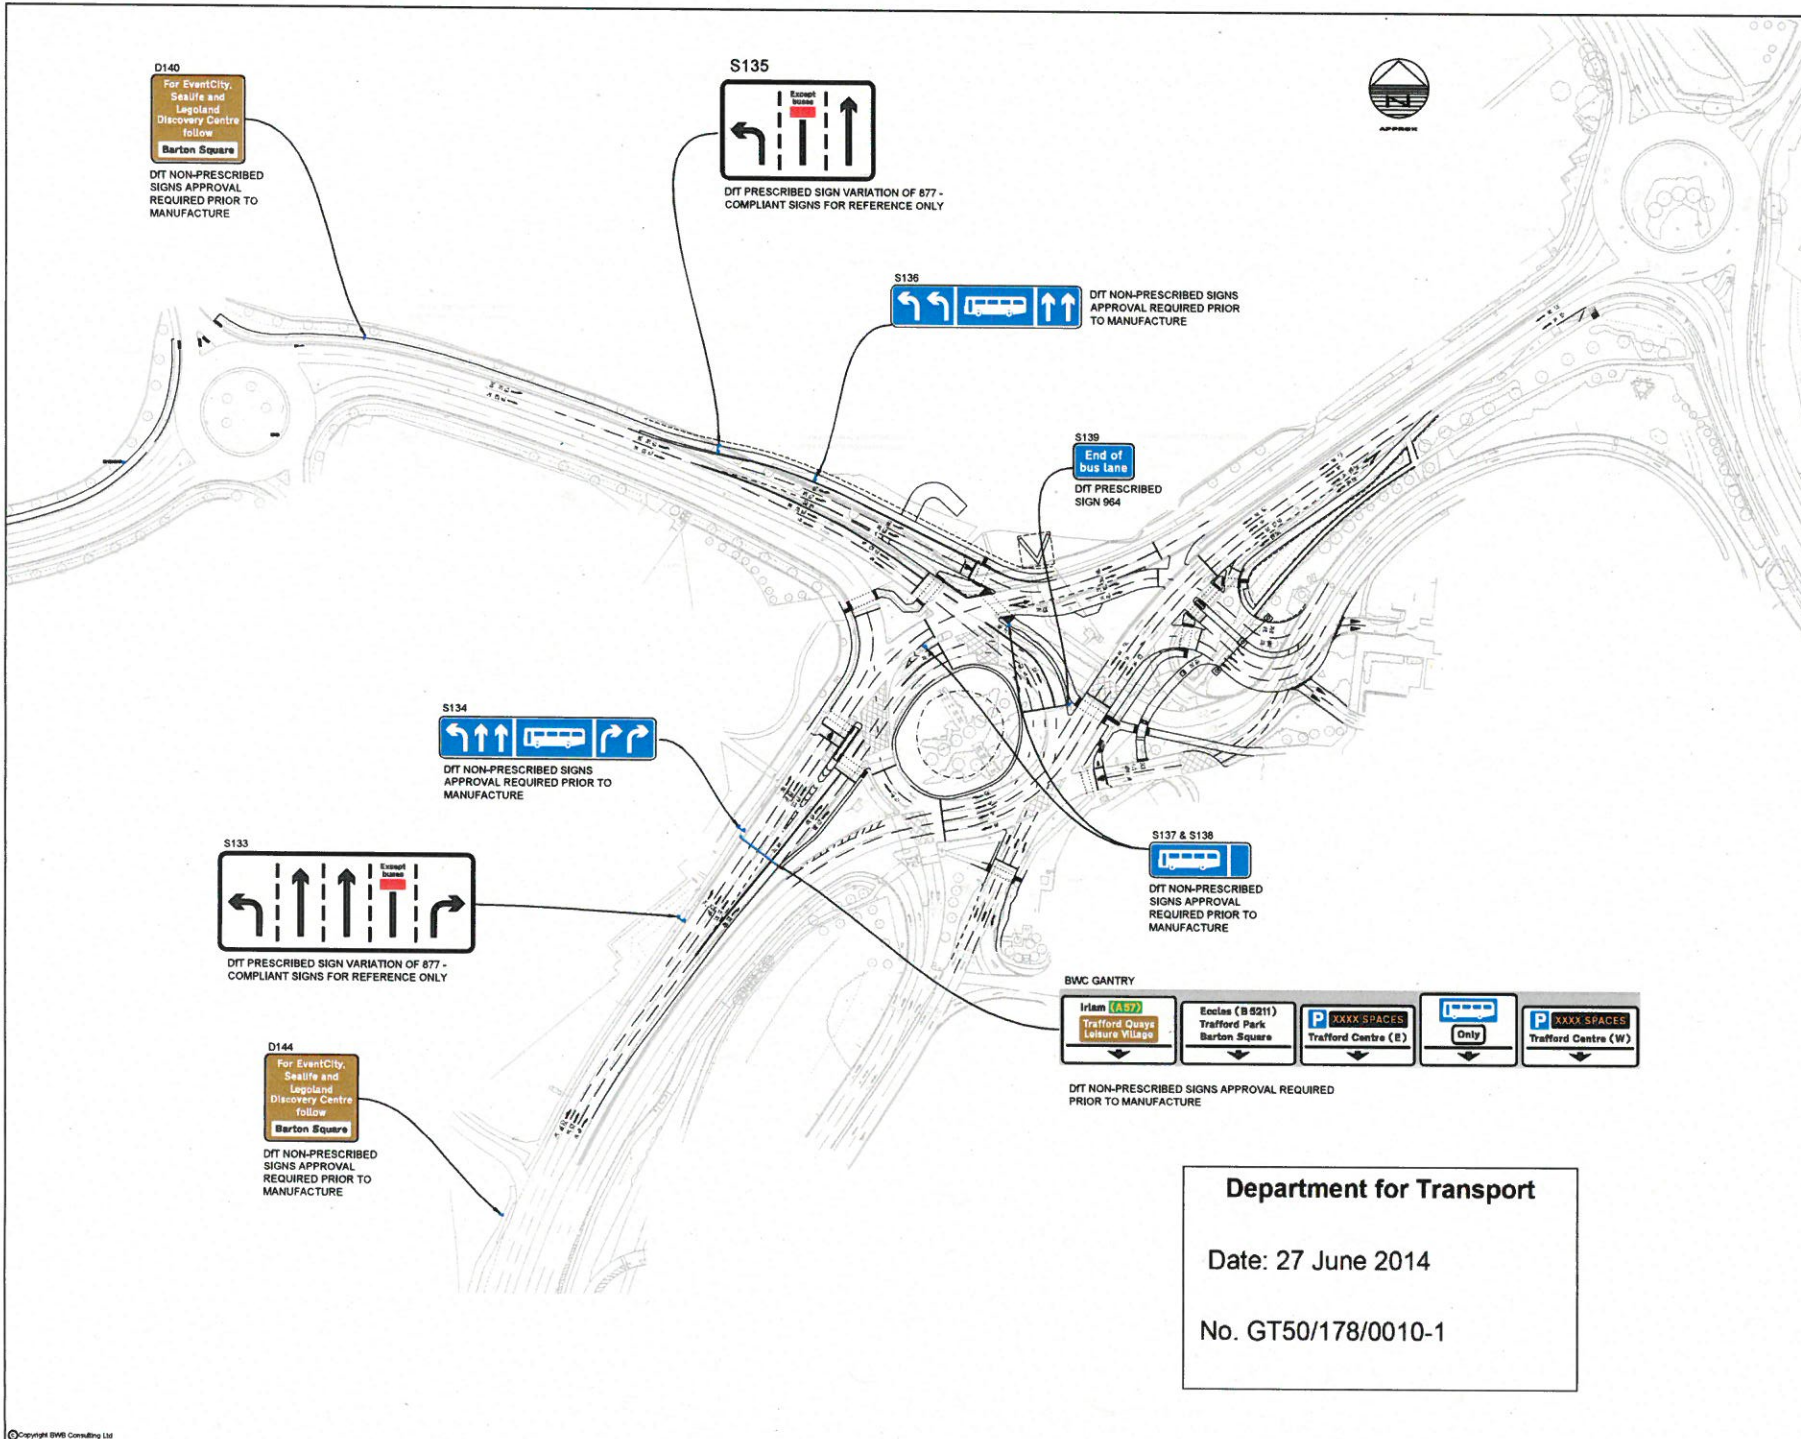 D140
For EventCity,
Sealife and
Legoland
Discovery Centre
follow
Barton Square
DfT NON-PRESCRIBED
SIGNS APPROVAL
REQUIRED PRIOR TO
MANUFACTURE
S135
Except
buses
DfT PRESCRIBED SIGN VARIATION OF 877 -
COMPLIANT SIGNS FOR REFERENCE ONLY
N
APPROX
S136
DfT NON-PRESCRIBED SIGNS
APPROVAL REQUIRED PRIOR
TO MANUFACTURE
S139
End of
bus lane
DfT PRESCRIBED
SIGN 964
S134
DfT NON-PRESCRIBED SIGNS
APPROVAL REQUIRED PRIOR TO
MANUFACTURE
S133
Except
buses
DfT PRESCRIBED SIGN VARIATION OF 877 -
COMPLIANT SIGNS FOR REFERENCE ONLY
S137 & S138
DfT NON-PRESCRIBED
SIGNS APPROVAL
REQUIRED PRIOR TO
MANUFACTURE
BWC GANTRY
Irlam (A57)
Trafford Quays
Leisure Village
Eccles (B5211)
Trafford Park
Barton Square
P XXXX SPACES
Trafford Centre (E)
Only
P XXXX SPACES
Trafford Centre (W)
DfT NON-PRESCRIBED SIGNS APPROVAL REQUIRED
PRIOR TO MANUFACTURE
D144
For EventCity,
Sealife and
Legoland
Discovery Centre
follow
Barton Square
DfT NON-PRESCRIBED
SIGNS APPROVAL
REQUIRED PRIOR TO
MANUFACTURE
Department for Transport
Date: 27 June 2014
No. GT50/178/0010-1
©Copyright BWB Consulting Ltd